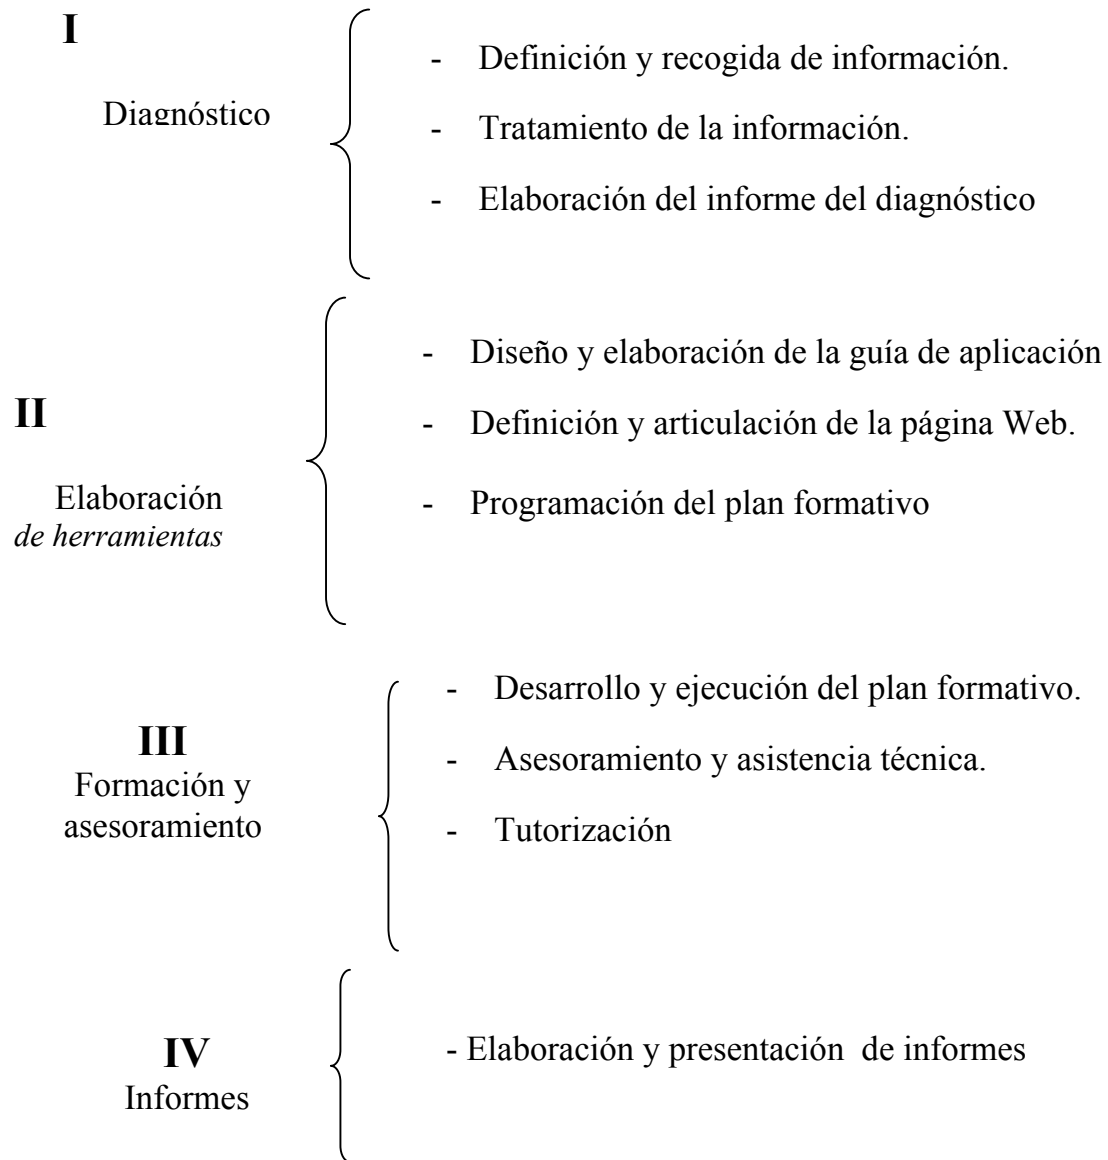 I
Diagnóstico
- Definición y recogida de información.
- Tratamiento de la información.
- Elaboración del informe del diagnóstico
II
Elaboración
de herramientas
- Diseño y elaboración de la guía de aplicación
- Definición y articulación de la página Web.
- Programación del plan formativo
III
Formación y
asesoramiento
- Desarrollo y ejecución del plan formativo.
- Asesoramiento y asistencia técnica.
- Tutorización
IV
Informes
- Elaboración y presentación de informes